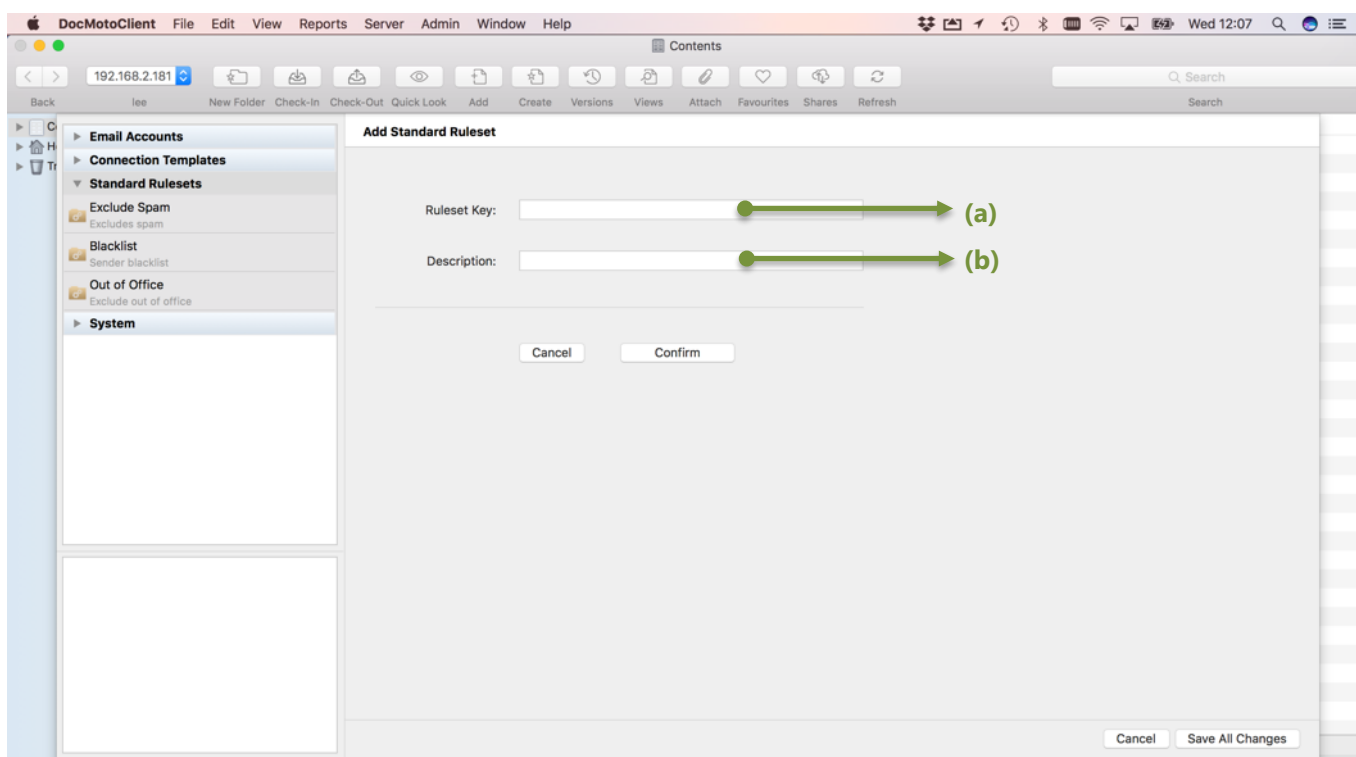 DocMotoClient File Edit View Reports Server Admin Window Help Wed 12:07
Contents
192.168.2.181 Search
Back lee New Folder Check-In Check-Out Quick Look Add Create Versions Views Attach Favourites Shares Refresh Search
Email Accounts
Add Standard Ruleset
Connection Templates
Standard Rulesets
Exclude Spam
Excludes spam
Ruleset Key: (a)
Blacklist
Sender blacklist
Description: (b)
Out of Office
Exclude out of office
System
Cancel Confirm
Cancel Save All Changes